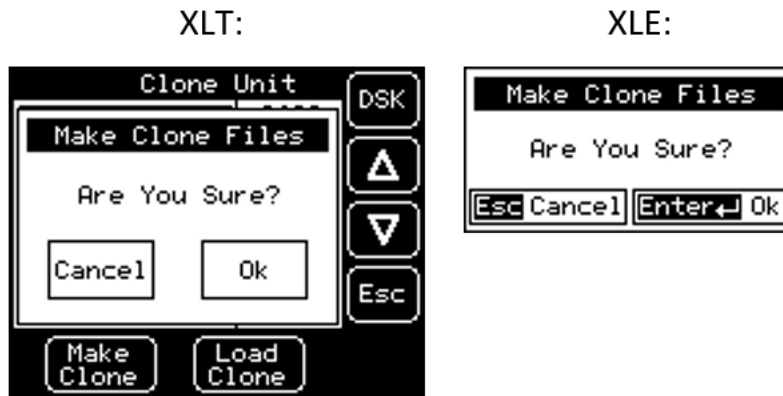 XLT:
XLE:
Clone Unit
DSK
Make Clone Files
Are You Sure?
Cancel
Ok
Esc
Make
Clone
Load
Clone
Make Clone Files
Are You Sure?
Esc Cancel
Enter↵ Ok